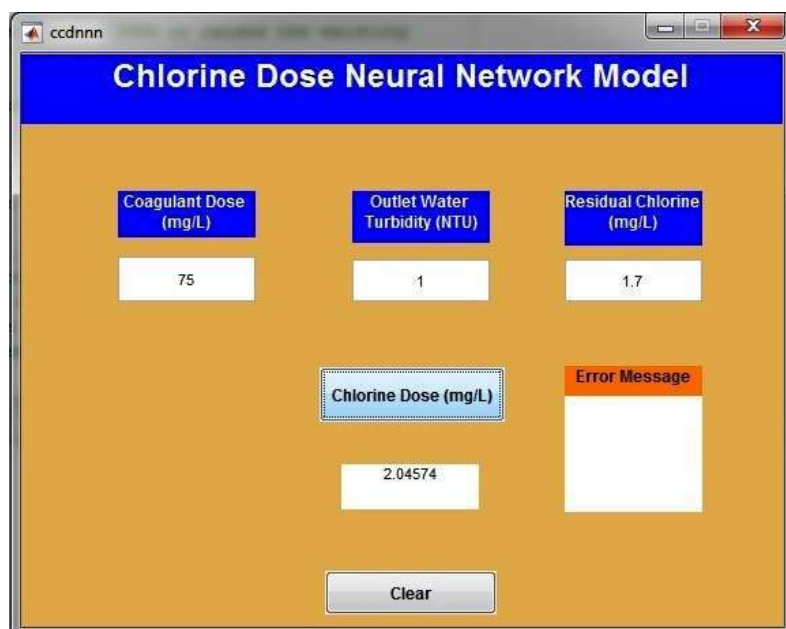 ccdnnn
Chlorine Dose Neural Network Model
Coagulant Dose
(mg/L)
Outlet Water
Turbidity (NTU)
Residual Chlorine
(mg/L)
75
1
1.7
Chlorine Dose (mg/L)
Error Message
2.04574
Clear